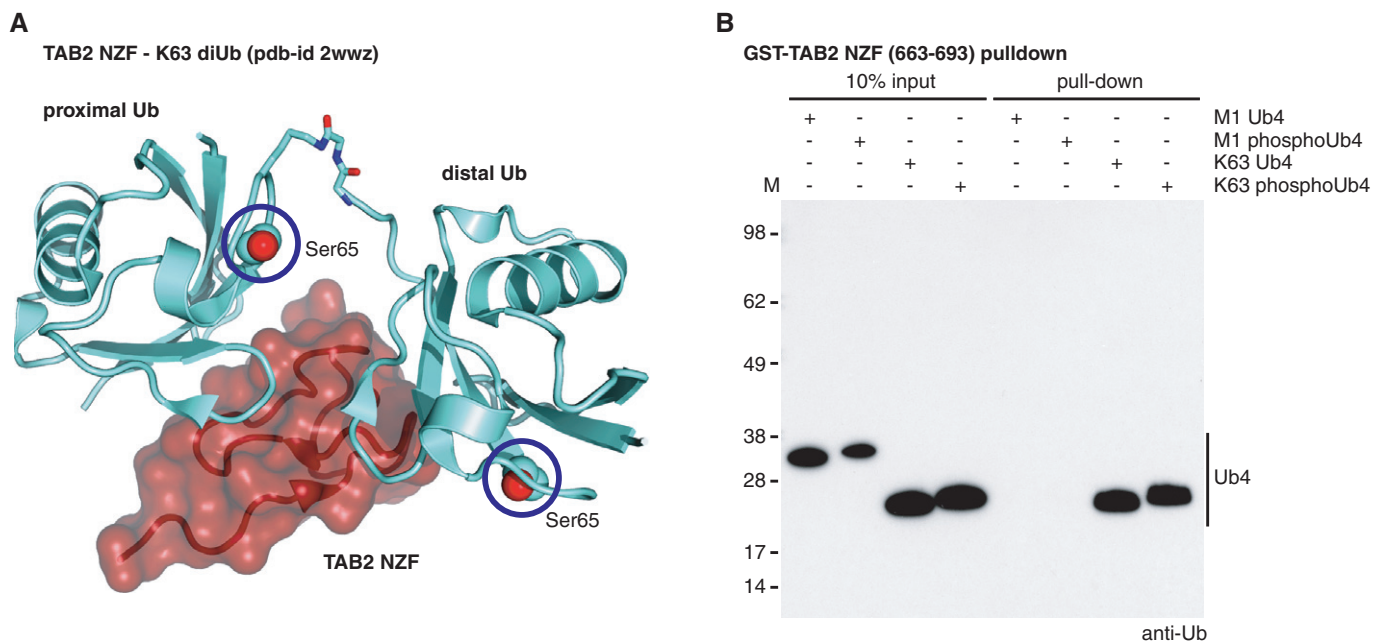 A
TAB2 NZF - K63 diUb (pdb-id 2wwz)
proximal Ub
distal Ub
Ser65
Ser65
TAB2 NZF
B
GST-TAB2 NZF (663-693) pulldown
10% input pull-down
+ - - - + - - - M1 Ub4
- + - - - + - - M1 phosphoUb4
- - + - - - + - K63 Ub4
M - - - + - - - + K63 phosphoUb4
98
62
49
38
28
Ub4
17
14
anti-Ub